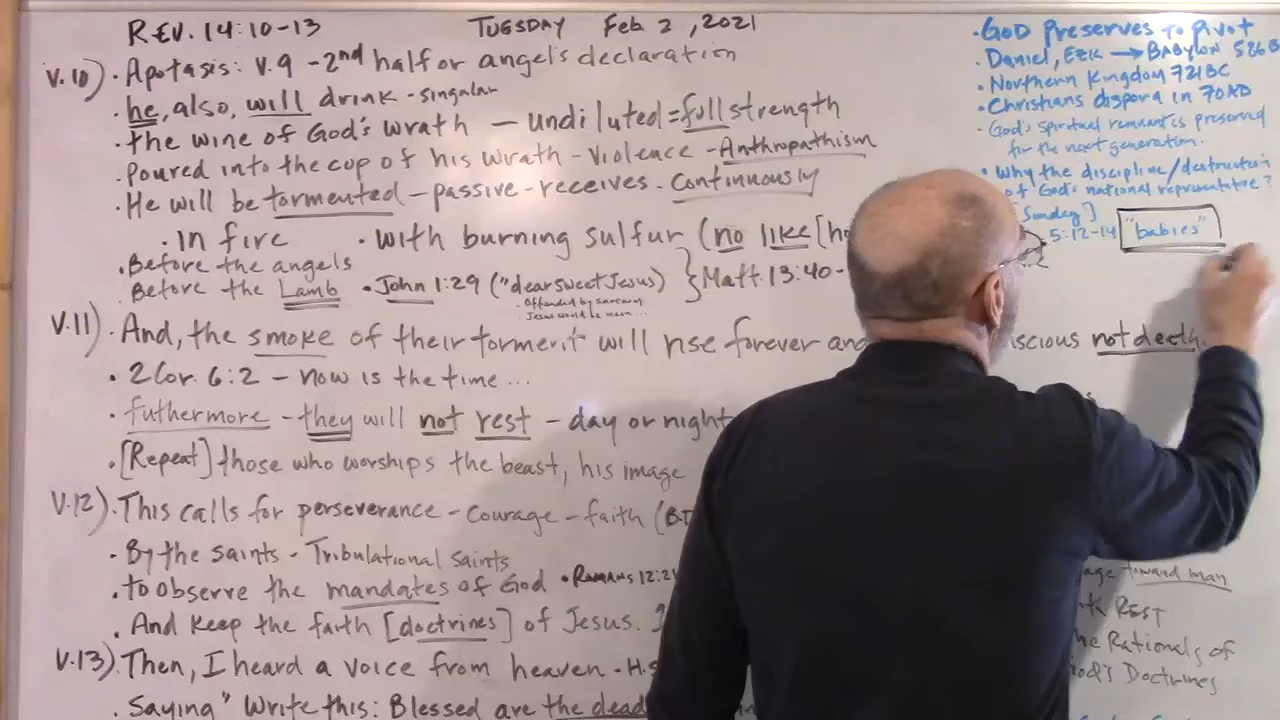 REV. 14:10-13 TUESDAY Feb 2, 2021
V.10) • Apotasis: V.9 - 2nd half or angel's declaration
• he, also, will drink - singular
• the wine of God's wrath — undiluted = full strength
• Poured into the cup of his wrath - Violence - Anthropathism
• He will be tormented - passive - receives. Continuously
• In fire • with burning sulfur (no like [ho
• Before the angels
• Before the Lamb • John 1:29 ("dear sweet Jesus) } Matt. 13:40-
• Offended by sarcasm
• Jesus would be mean...
V.11) • And, the smoke of their torment will rise forever and scious not death.
• 2 Cor. 6:2 - now is the time...
• futhermore - they will not rest - day or night
• [Repeat] those who worships the beast, his image
V.12) • This calls for perseverance - courage - faith (B.D
• By the saints - Tribulational saints
• to observe the mandates of God • Romans 12:21
• And keep the faith [doctrines] of Jesus.
V.13) Then, I heard a voice from heaven - H.S
• Saying "Write this: Blessed are the dead
• GOD Preserves to pivot
• Daniel, EZK → BABYLON 586B
• Northern Kingdom 721BC
• Christians dispora in 70AD
• God's spiritual remnant is preserved
for the next generation.
• Why the discipline/destruction
of God's national representative?
Sunday]
5:12-14 "babies"
age toward man
REST
he Rationals of
God's Doctrines